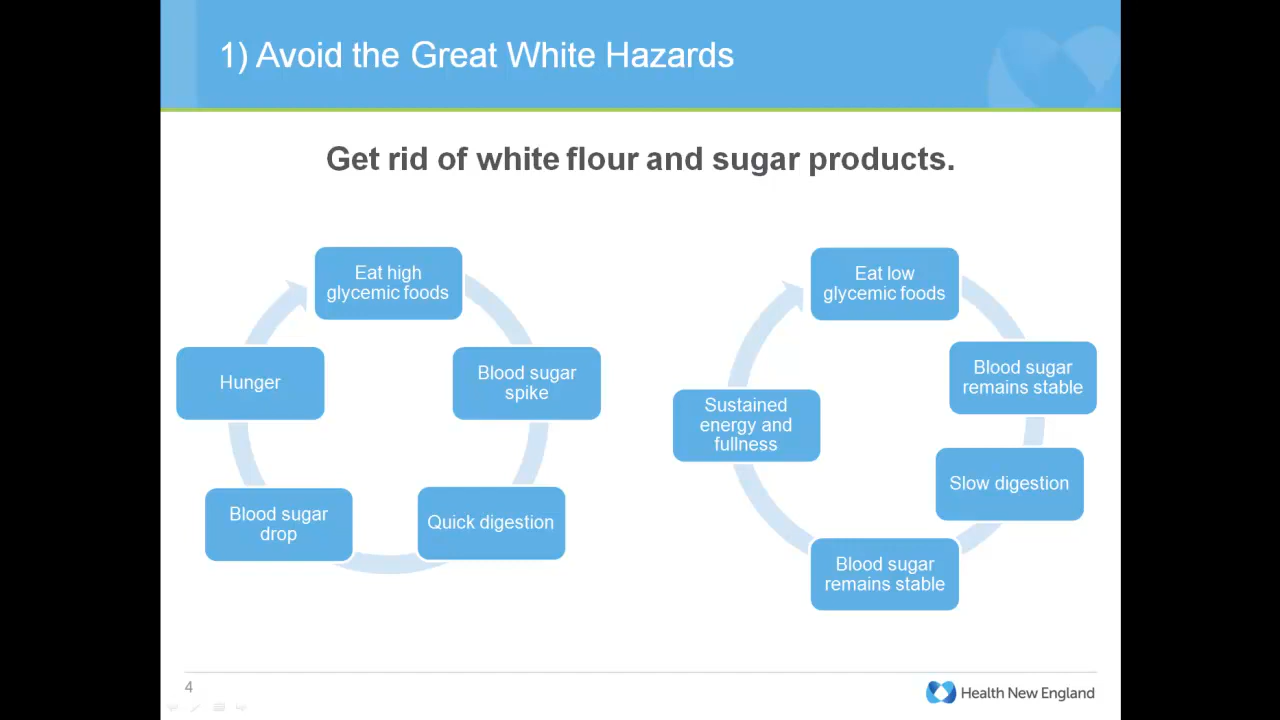 1) Avoid the Great White Hazards
Get rid of white flour and sugar products.
Eat high
glycemic foods
Blood sugar
spike
Quick digestion
Blood sugar
drop
Hunger
Eat low
glycemic foods
Blood sugar
remains stable
Slow digestion
Blood sugar
remains stable
Sustained
energy and
fullness
4
Health New England